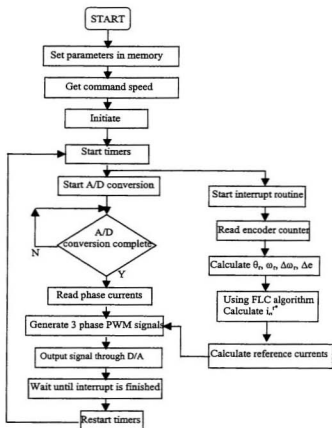 START
Set parameters in memory
Get command speed
Initiate
Start timers
Start A/D conversion
A/D
conversion complete
N
Y
Read phase currents
Generate 3 phase PWM signals
Output signal through D/A
Wait until interrupt is finished
Restart timers
Start interrupt routine
Read encoder counter
Calculate θr, ωr, Δωr, Δe
Using FLC algorithm
Calculate
Calculate reference currents